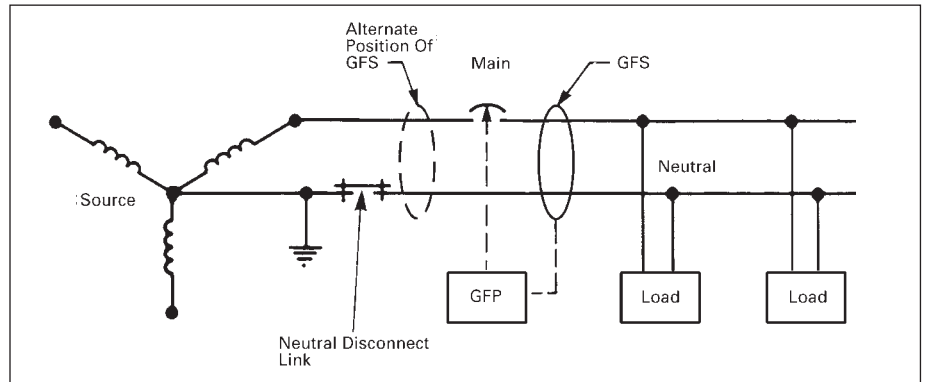 Alternate
Position Of
GFS
Main
GFS
Neutral
Source
GFP
Load
Load
Neutral Disconnect
Link